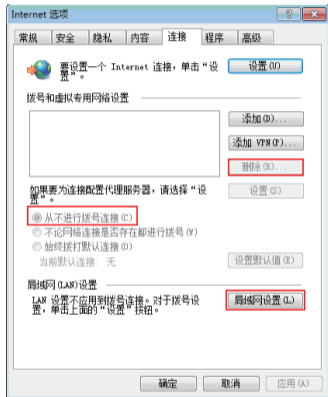 Internet 选项
常规 安全 隐私 内容 连接 程序 高级
要设置一个 Internet 连接，单击“设置”。
设置(U)
拨号和虚拟专用网络设置
添加(D)...
添加 VPN(P)...
删除(R)...
如果要为连接配置代理服务器，请选择“设置”。
设置(S)
从不进行拨号连接(C)
不论网络连接是否存在都进行拨号(W)
始终拨打默认连接(O)
当前默认连接： 无
设置默认值(E)
局域网(LAN)设置
LAN 设置不应用到拨号连接。对于拨号设置，单击上面的“设置”按钮。
局域网设置(L)
确定 取消 应用(A)